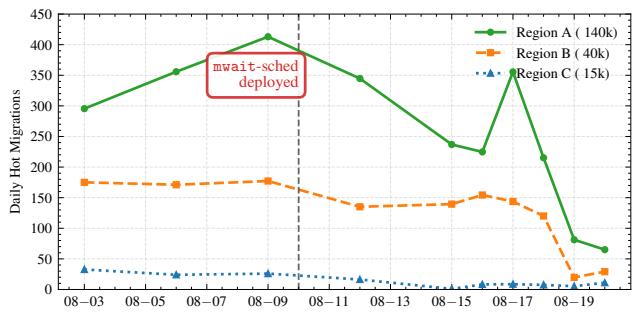 450
400
350
300
250
200
150
100
50
0
Daily Hot Migrations
Region A ( 140k)
Region B ( 40k)
Region C ( 15k)
mwait-sched
deployed
08−03 08−05 08−07 08−09 08−11 08−13 08−15 08−17 08−19